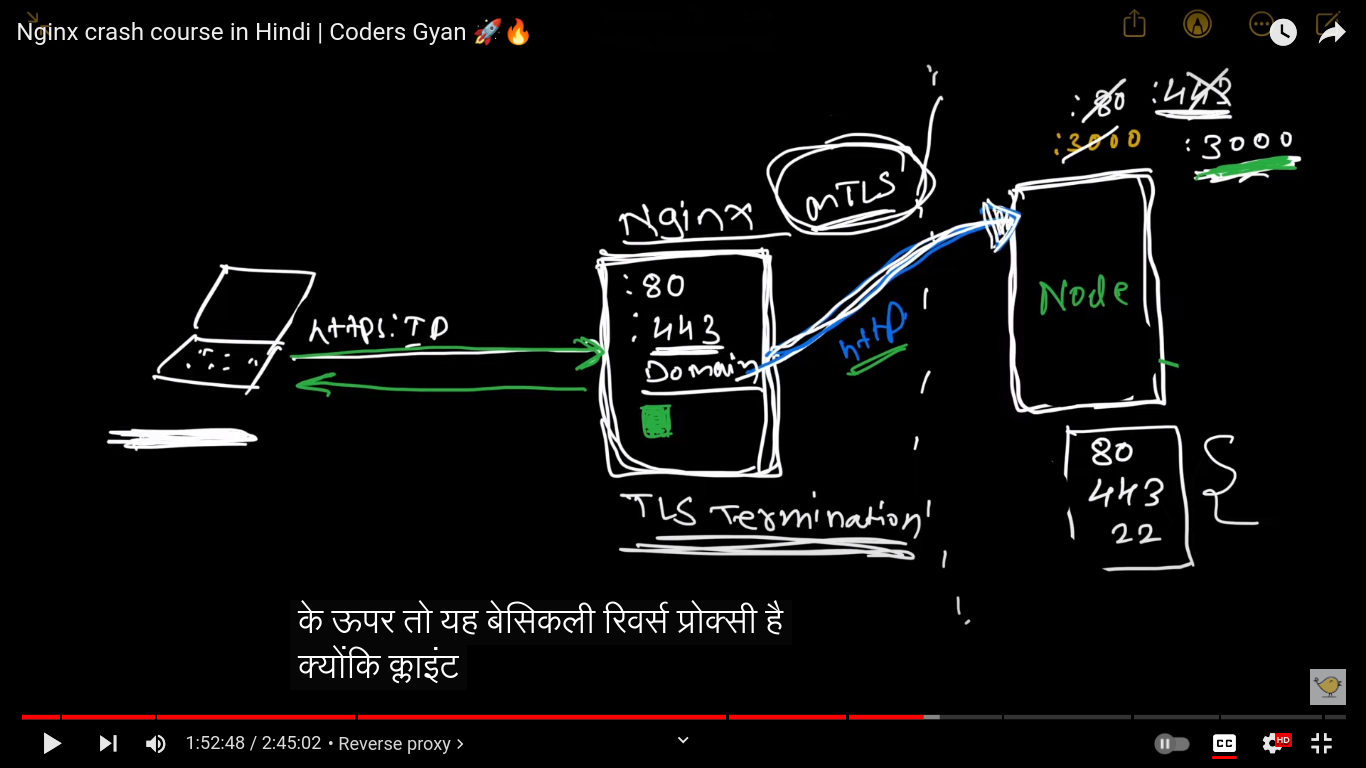 Nginx crash course in Hindi | Coders Gyan 🚀🔥
:80 :443
:3000 :3000
mTLS
Nginx
:80
:443
Domain
https: TD
http
Node
80
443
22
TLS Termination
के ऊपर तो यह बेसिकली रिवर्स प्रोक्सी है
क्योंकि क्लाइंट
1:52:48 / 2:45:02 • Reverse proxy >
CC
HD